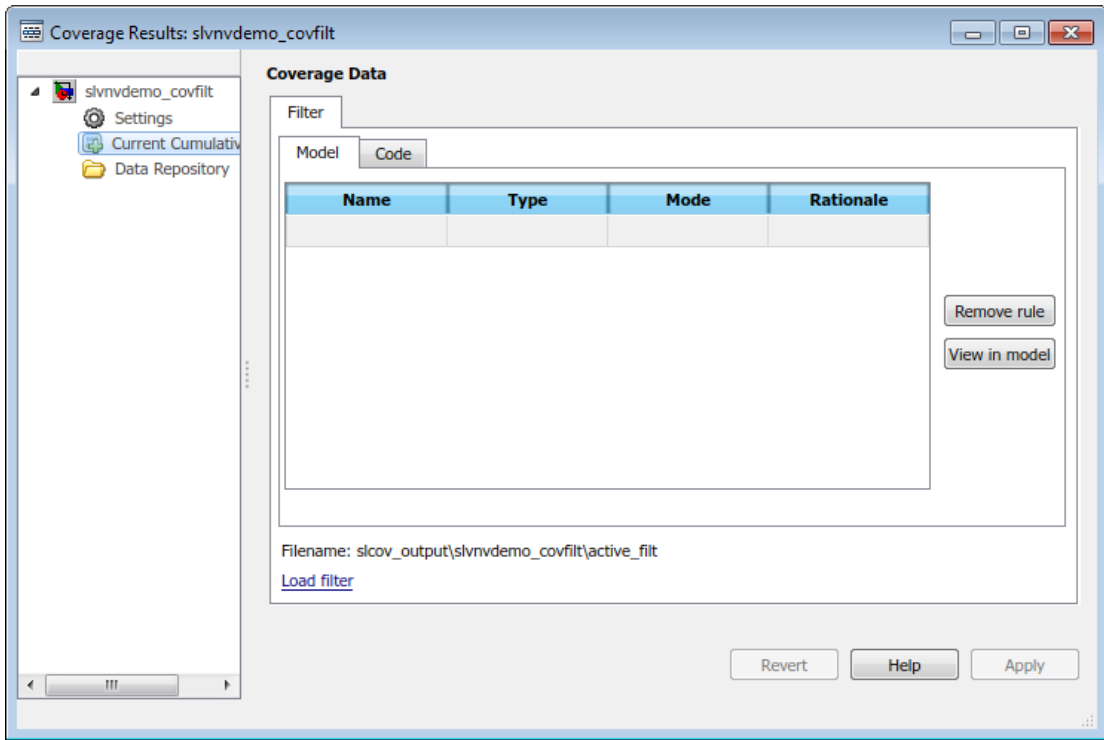 Coverage Results: slvnvdemo_covfilt
slvnvdemo_covfilt
Settings
Current Cumulativ
Data Repository
Coverage Data
Filter
Model Code
Name Type Mode Rationale
Remove rule
View in model
Filename: slcov_output\slvnvdemo_covfilt\active_filt
Load filter
Revert Help Apply